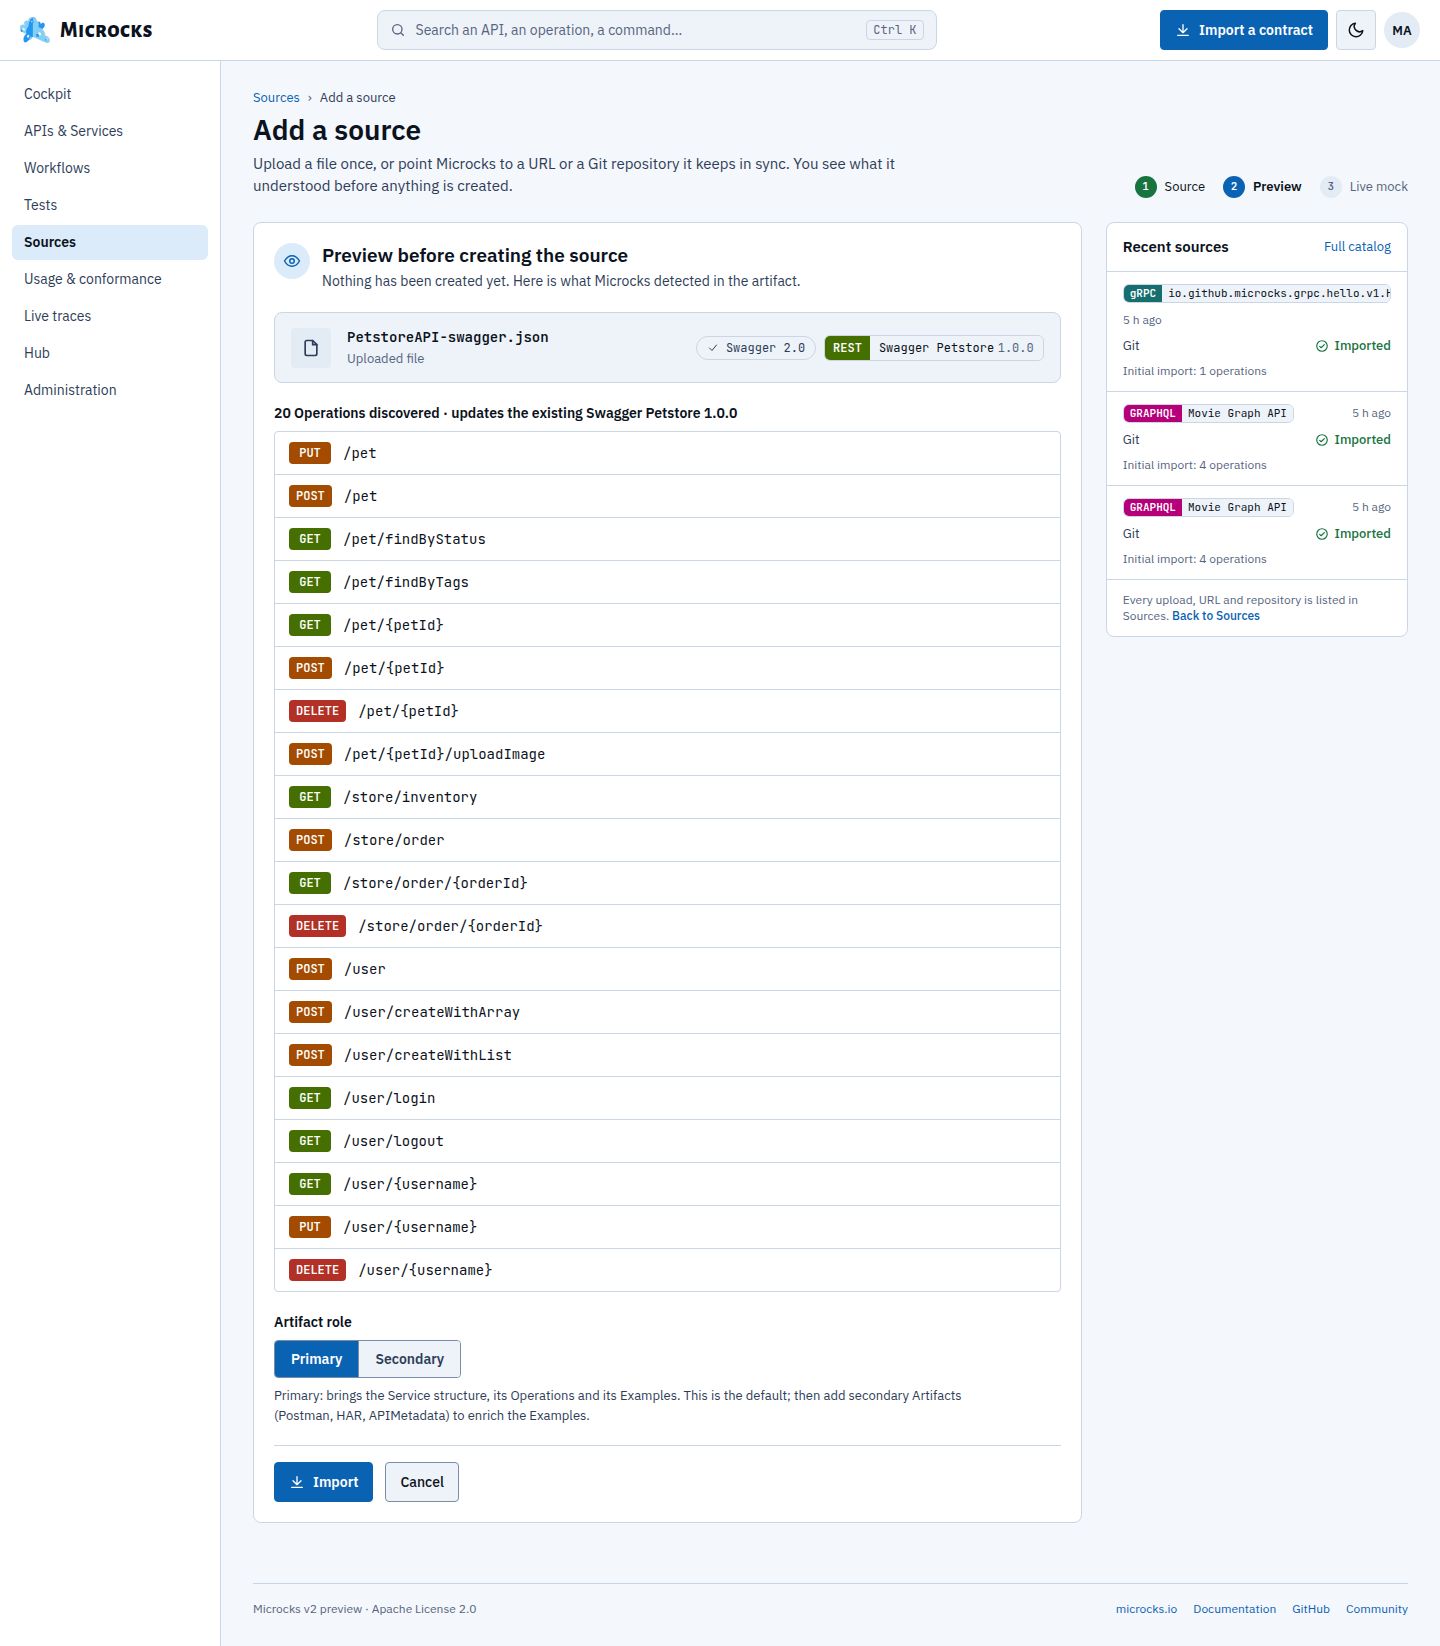 Microcks
Search an API, an operation, a command...
Ctrl K
Import a contract
MA
Cockpit
APIs & Services
Workflows
Tests
Sources
Usage & conformance
Live traces
Hub
Administration
Sources › Add a source
Add a source
Upload a file once, or point Microcks to a URL or a Git repository it keeps in sync. You see what it
understood before anything is created.
1 Source
2 Preview
3 Live mock
Preview before creating the source
Nothing has been created yet. Here is what Microcks detected in the artifact.
PetstoreAPI-swagger.json
Uploaded file
Swagger 2.0
REST Swagger Petstore 1.0.0
20 Operations discovered · updates the existing Swagger Petstore 1.0.0
PUT /pet
POST /pet
GET /pet/findByStatus
GET /pet/findByTags
GET /pet/{petId}
POST /pet/{petId}
DELETE /pet/{petId}
POST /pet/{petId}/uploadImage
GET /store/inventory
POST /store/order
GET /store/order/{orderId}
DELETE /store/order/{orderId}
POST /user
POST /user/createWithArray
POST /user/createWithList
GET /user/login
GET /user/logout
GET /user/{username}
PUT /user/{username}
DELETE /user/{username}
Artifact role
Primary
Secondary
Primary: brings the Service structure, its Operations and its Examples. This is the default; then add secondary Artifacts
(Postman, HAR, APIMetadata) to enrich the Examples.
Import
Cancel
Recent sources
Full catalog
gRPC io.github.microcks.grpc.hello.v1.H
5 h ago
Git
Imported
Initial import: 1 operations
GRAPHQL Movie Graph API
5 h ago
Git
Imported
Initial import: 4 operations
GRAPHQL Movie Graph API
5 h ago
Git
Imported
Initial import: 4 operations
Every upload, URL and repository is listed in
Sources. Back to Sources
Microcks v2 preview · Apache License 2.0
microcks.io
Documentation
GitHub
Community